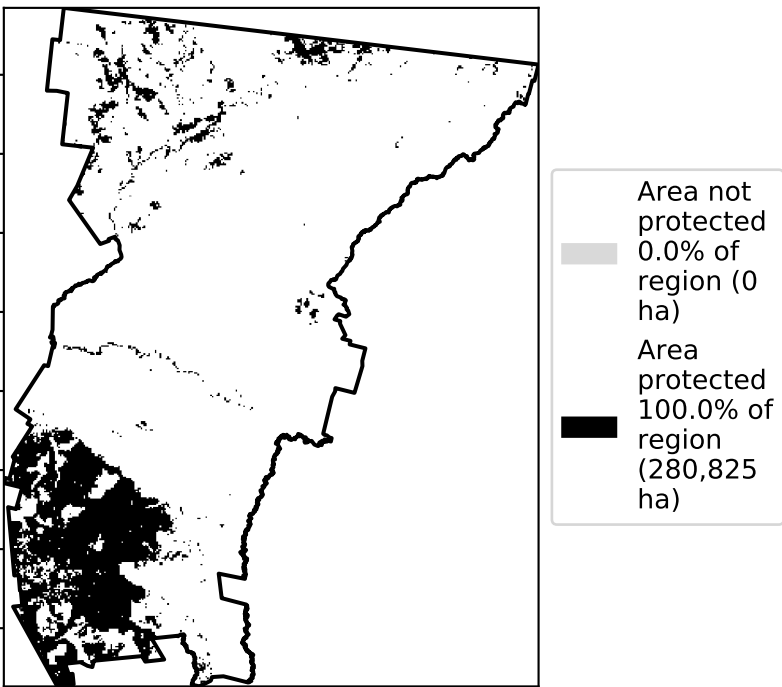 Area not
protected
0.0% of
region (0
ha)
Area
protected
100.0% of
region
(280,825
ha)